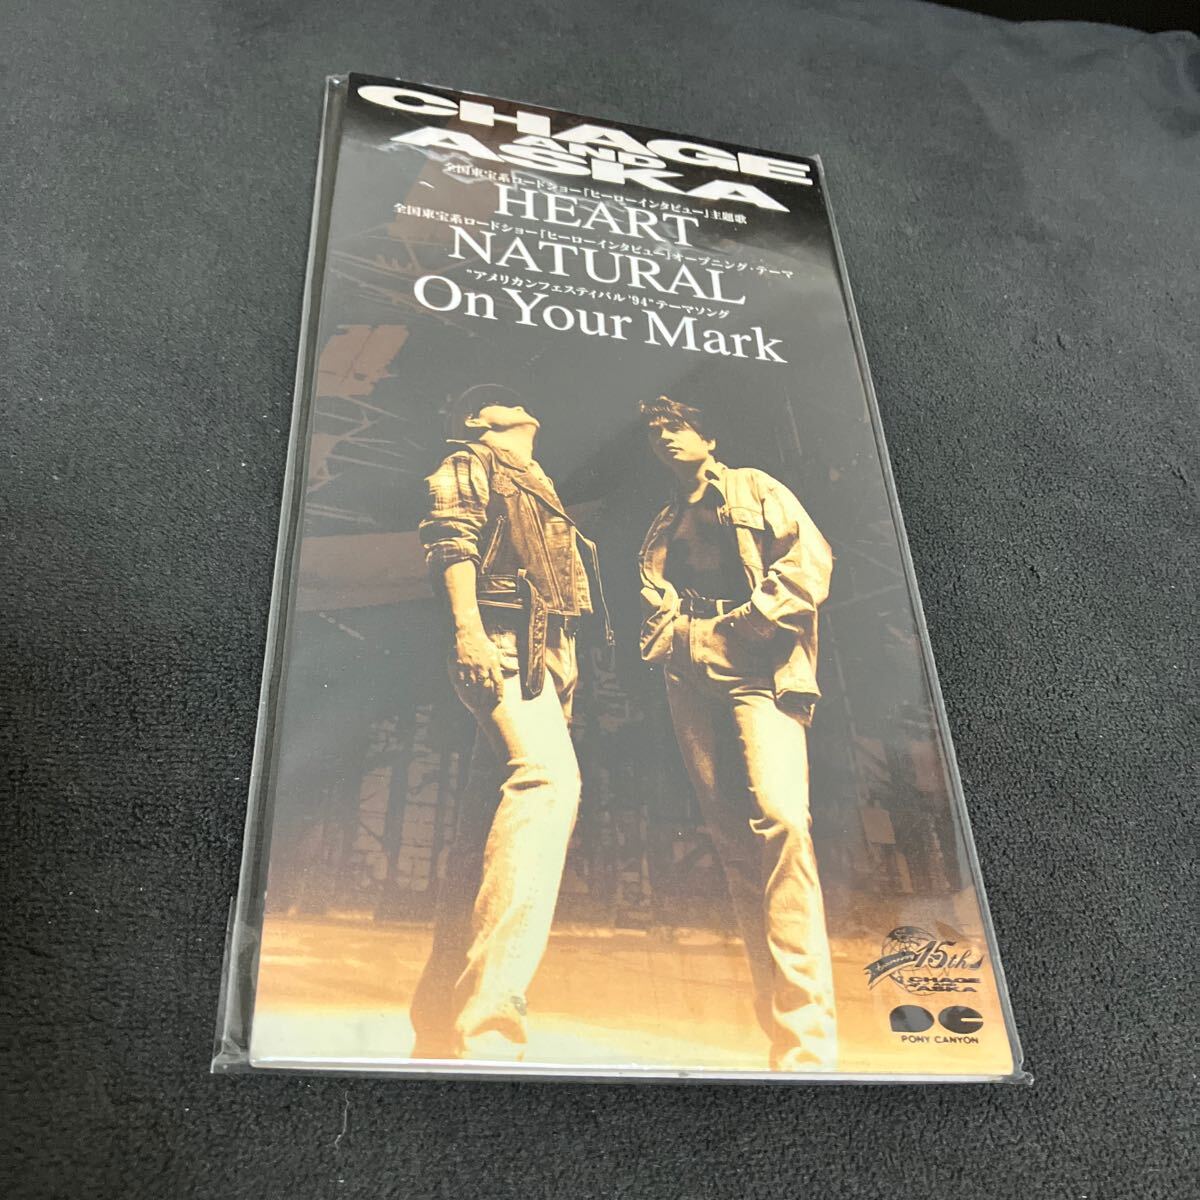 CHAGE
AND
ASKA
全国東宝系ロードショー「ヒーローインタビュー」主題歌
HEART
全国東宝系ロードショー「ヒーローインタビュー」オープニング・テーマ
NATURAL
"アメリカンフェスティバル'94"テーマソング
On Your Mark
15th
CHAGE
ASKA
PONY CANYON